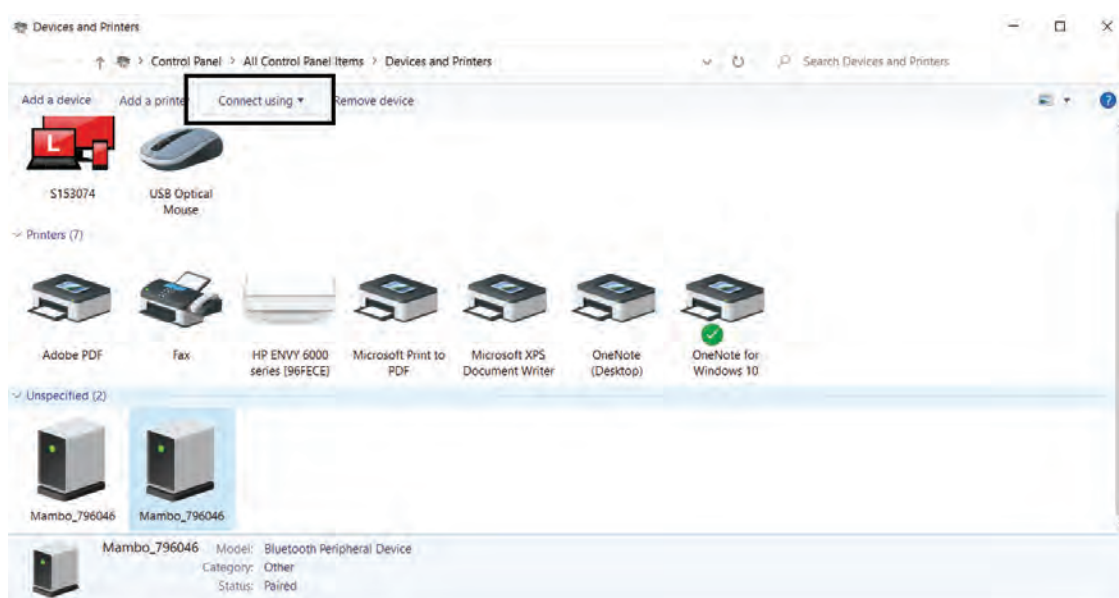 Devices and Printers
Control Panel > All Control Panel Items > Devices and Printers
Search Devices and Printers
Add a device Add a printe Connect using Remove device
L
S153074
USB Optical
Mouse
Printers (7)
Adobe PDF
Fax
HP ENVY 6000
series [96FECE]
Microsoft Print to
PDF
Microsoft XPS
Document Writer
OneNote
(Desktop)
OneNote for
Windows 10
Unspecified (2)
Mambo_796046
Mambo_796046
Mambo_796046 Model: Bluetooth Peripheral Device
Category: Other
Status: Paired